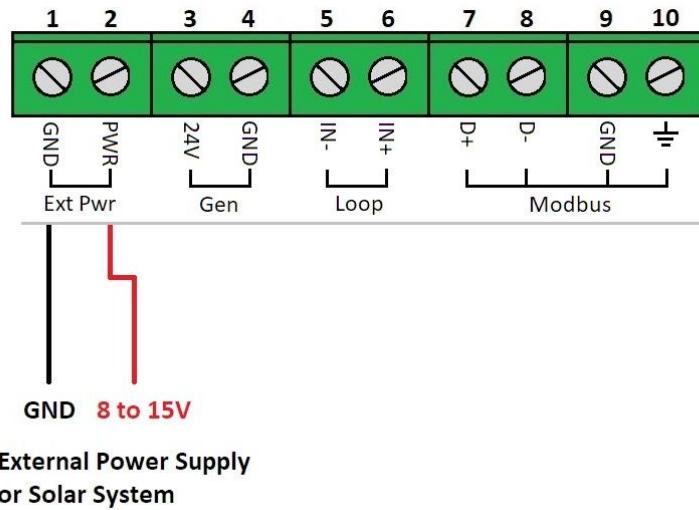 1 2 3 4 5 6 7 8 9 10
GND PWR 24V GND IN- IN+ D+ D- GND
Ext Pwr Gen Loop Modbus
GND 8 to 15V
External Power Supply
or Solar System